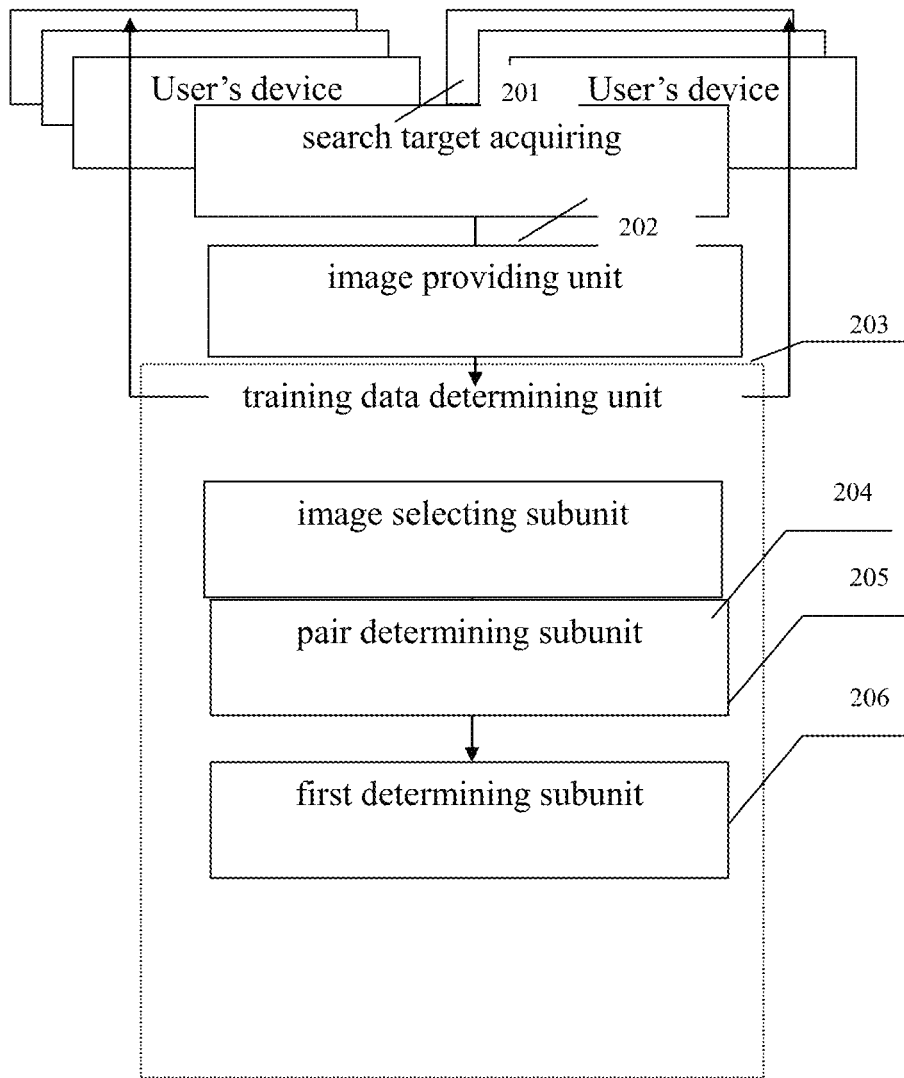 User's device
User's device
201
search target acquiring
202
image providing unit
203
training data determining unit
image selecting subunit
204
205
pair determining subunit
206
first determining subunit